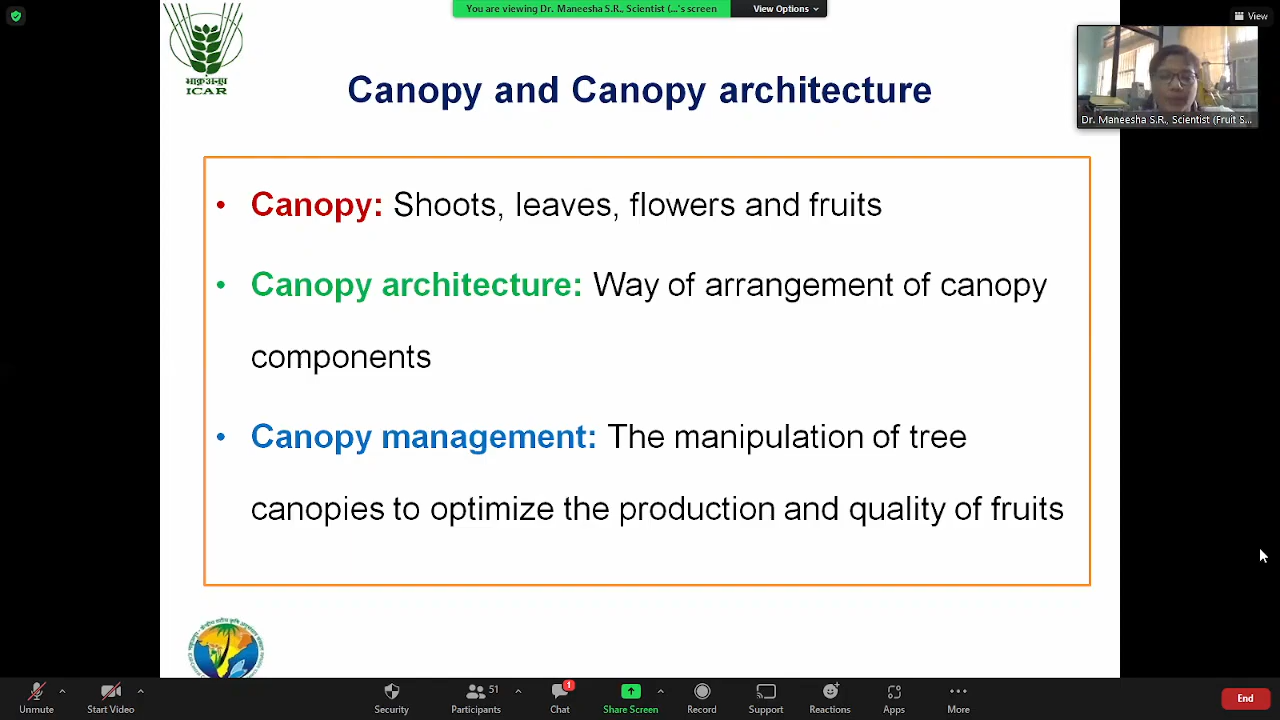 You are viewing Dr. Maneesha S.R., Scientist (...'s screen
View Options
View
भाकृअनुप
ICAR
Canopy and Canopy architecture
Dr. Maneesha S.R., Scientist (Fruit S...
• Canopy: Shoots, leaves, flowers and fruits
• Canopy architecture: Way of arrangement of canopy
components
• Canopy management: The manipulation of tree
canopies to optimize the production and quality of fruits
Unmute
Start Video
Security
51
Participants
1
Chat
Share Screen
Record
Support
Reactions
Apps
More
End